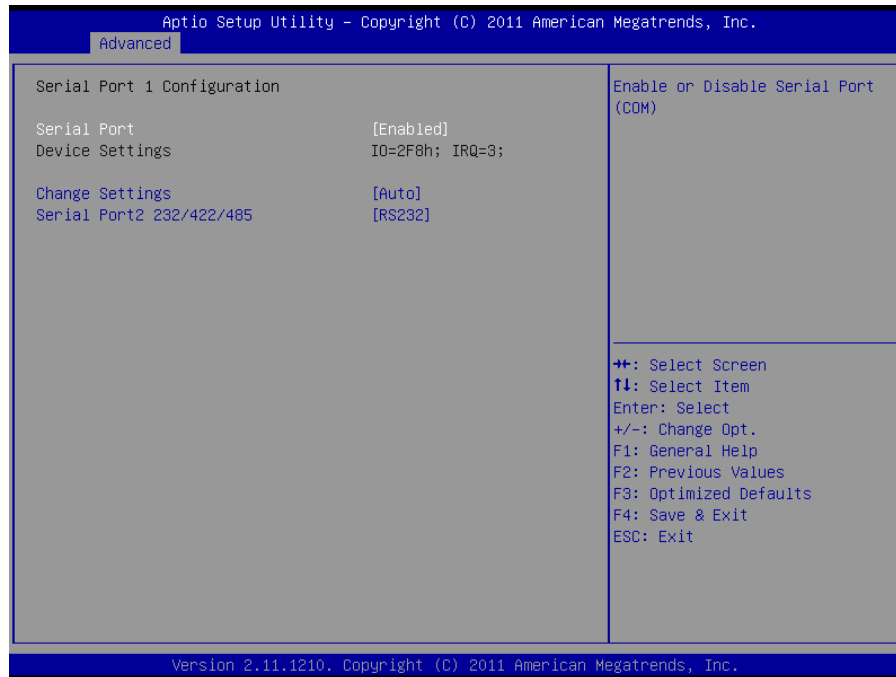 Aptio Setup Utility – Copyright (C) 2011 American Megatrends, Inc.
Advanced
Serial Port 1 Configuration
Serial Port [Enabled]
Device Settings IO=2F8h; IRQ=3;
Change Settings [Auto]
Serial Port2 232/422/485 [RS232]
Enable or Disable Serial Port
(COM)
→←: Select Screen
↑↓: Select Item
Enter: Select
+/-: Change Opt.
F1: General Help
F2: Previous Values
F3: Optimized Defaults
F4: Save & Exit
ESC: Exit
Version 2.11.1210. Copyright (C) 2011 American Megatrends, Inc.